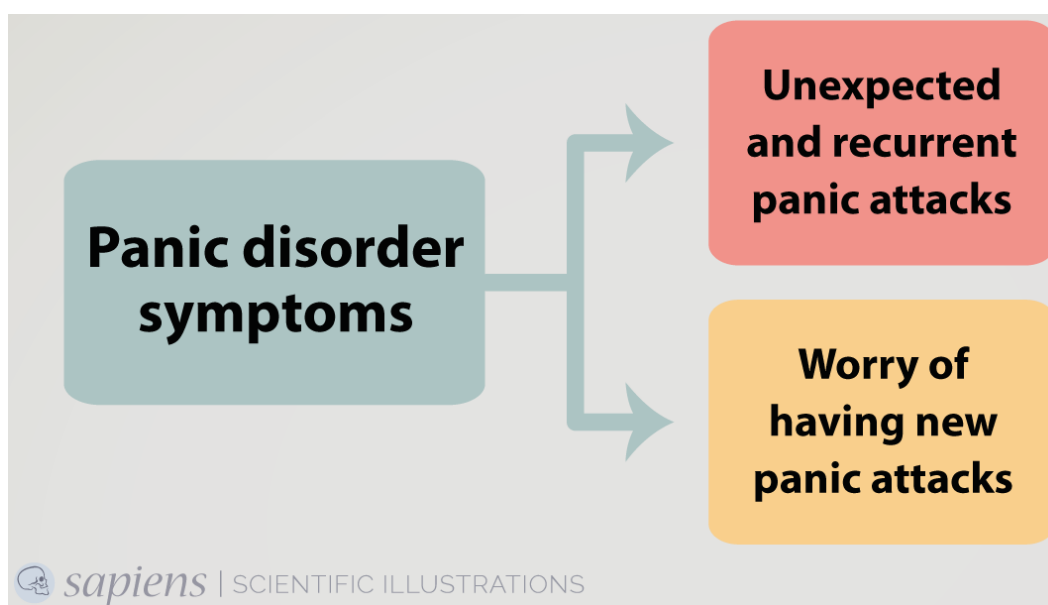 Panic disorder
symptoms
Unexpected
and recurrent
panic attacks
Worry of
having new
panic attacks
sapiens | SCIENTIFIC ILLUSTRATIONS